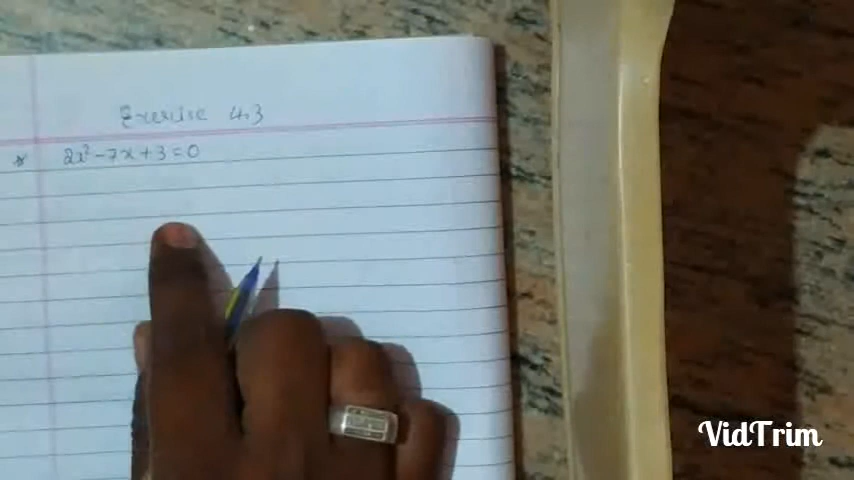 Exercise 4.3
* 2x² - 7x + 3 = 0
VidTrim